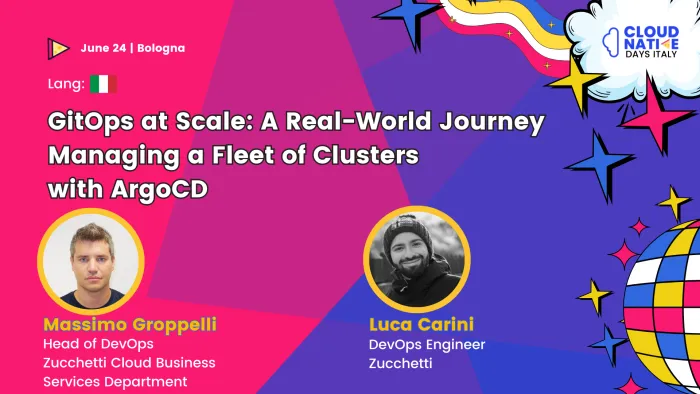 June 24 | Bologna
CLOUD
NATIVE
DAYS ITALY
Lang:
GitOps at Scale: A Real-World Journey
Managing a Fleet of Clusters
with ArgoCD
Massimo Groppelli
Head of DevOps
Zucchetti Cloud Business
Services Department
Luca Carini
DevOps Engineer
Zucchetti